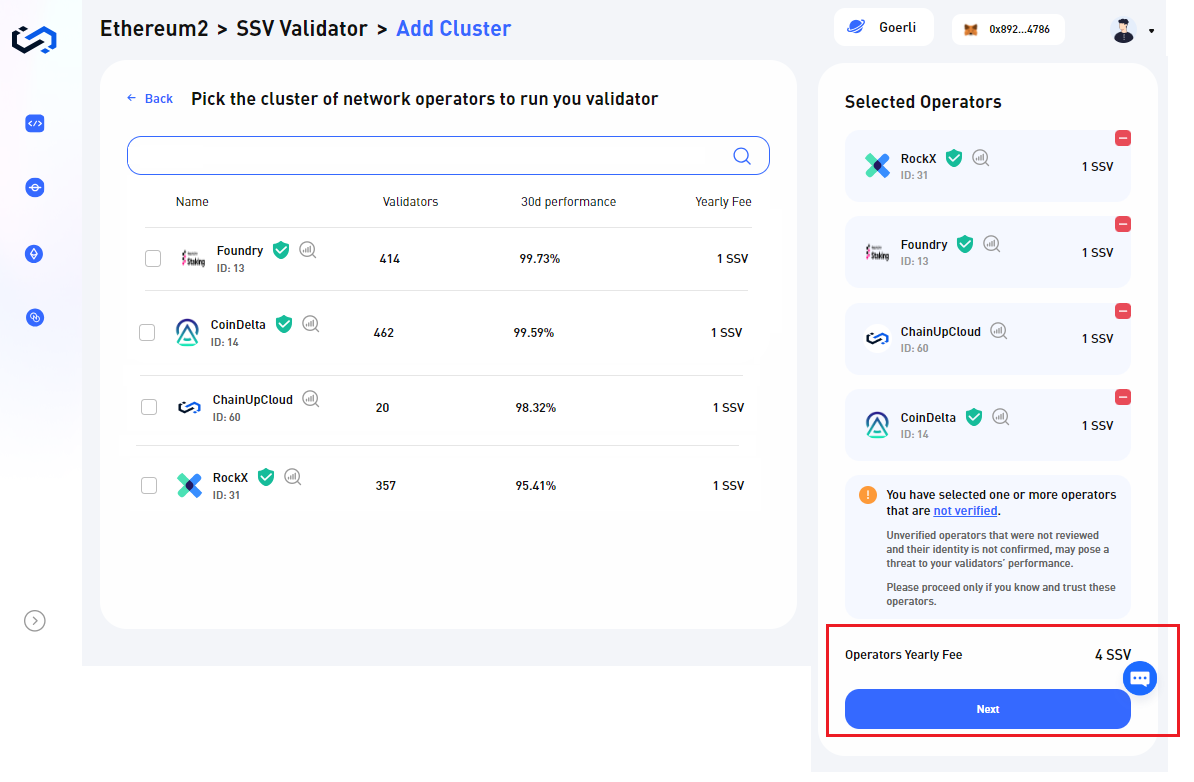 Ethereum2 > SSV Validator > Add Cluster
Goerli
0x892...4786
Back
Pick the cluster of network operators to run you validator
Name Validators 30d performance Yearly Fee
Foundry
ID: 13
414 99.73% 1 SSV
CoinDelta
ID: 14
462 99.59% 1 SSV
ChainUpCloud
ID: 60
20 98.32% 1 SSV
RockX
ID: 31
357 95.41% 1 SSV
Selected Operators
RockX
ID: 31
1 SSV
Foundry
ID: 13
1 SSV
ChainUpCloud
ID: 60
1 SSV
CoinDelta
ID: 14
1 SSV
You have selected one or more operators
that are not verified.
Unverified operators that were not reviewed
and their identity is not confirmed, may pose a
threat to your validators' performance.
Please proceed only if you know and trust these
operators.
Operators Yearly Fee 4 SSV
Next